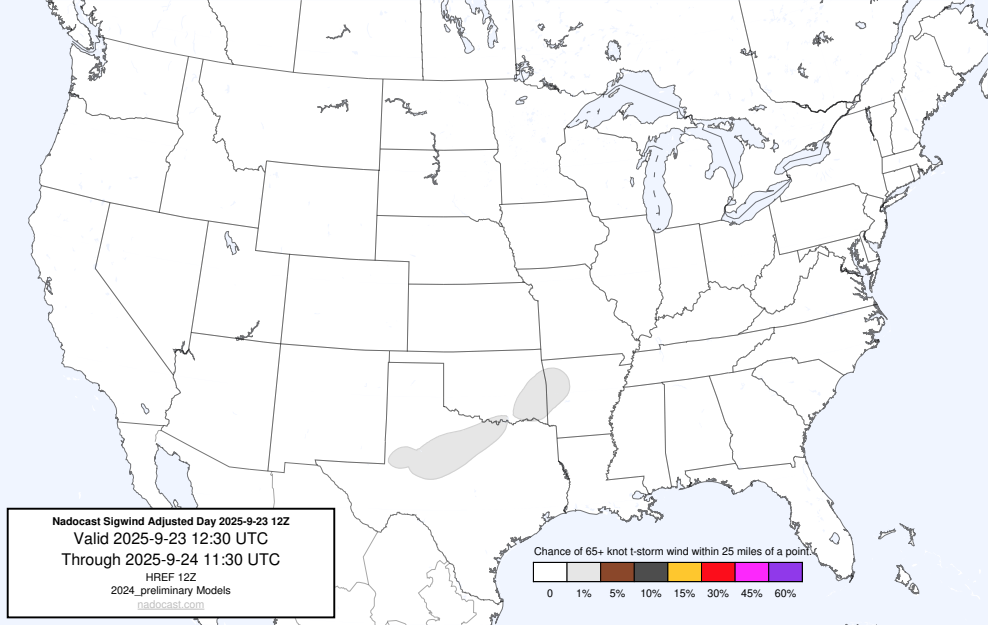 Nadocast Sigwind Adjusted Day 2025-9-23 12Z
Valid 2025-9-23 12:30 UTC
Through 2025-9-24 11:30 UTC
HREF 12Z
2024_preliminary Models
nadocast.com
Chance of 65+ knot t-storm wind within 25 miles of a point.
0 1% 5% 10% 15% 30% 45% 60%